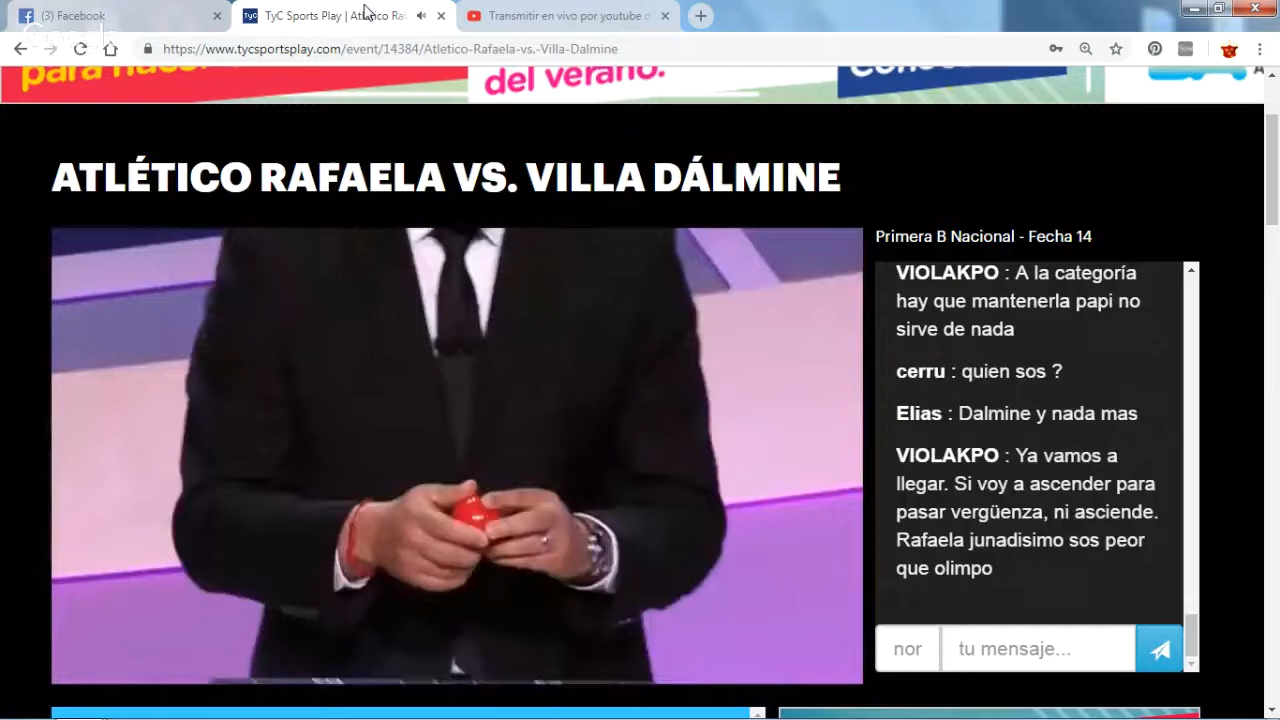 (3) Facebook
TyC TyC Sports Play | Atlético Ra
Transmitir en vivo por youtube d
https://www.tycsportsplay.com/event/14384/Atletico-Rafaela-vs.-Villa-Dalmine
del verano.
ATLÉTICO RAFAELA VS. VILLA DÁLMINE
Primera B Nacional - Fecha 14
VIOLAKPO : A la categoría
hay que mantenerla papi no
sirve de nada
cerru : quien sos ?
Elias : Dalmine y nada mas
VIOLAKPO : Ya vamos a
llegar. Si voy a ascender para
pasar vergüenza, ni asciende.
Rafaela junadisimo sos peor
que olimpo
nor
tu mensaje...